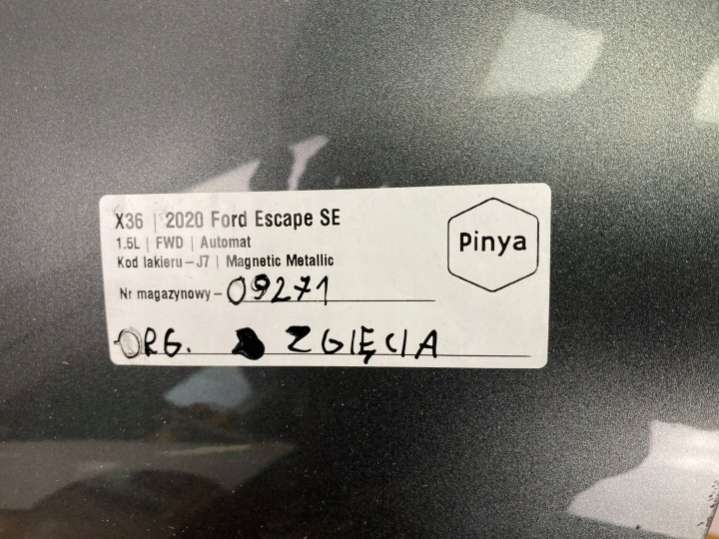 X36 | 2020 Ford Escape SE
1.5L | FWD | Automat
Kod lakieru – J7 | Magnetic Metallic
Nr magazynowy – 09271
ORG. ZGIĘCIA
Pinya